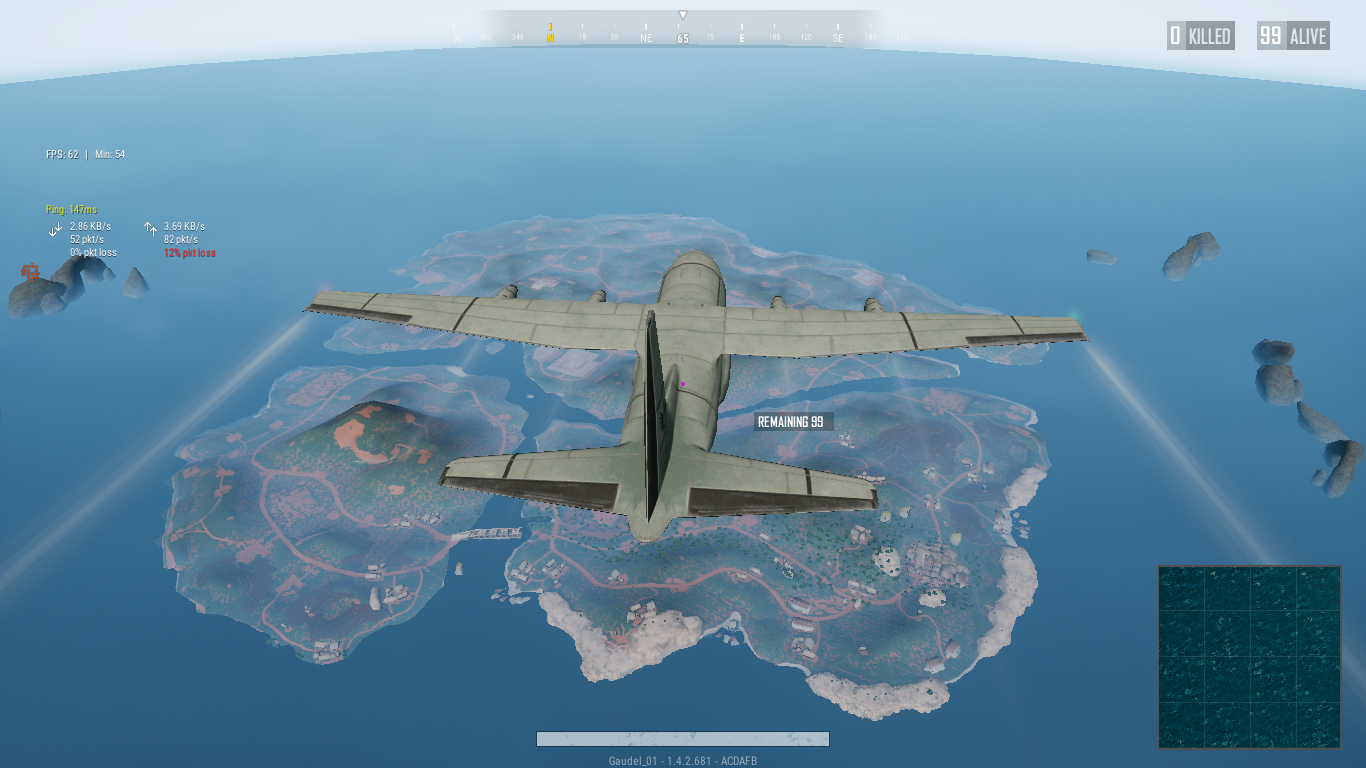 W 345 N 15 30 NE 65 75 E 105 120 SE
0 KILLED 99 ALIVE
FPS: 62 | Min: 54
Ping: 147ms
2.86 KB/s 3.69 KB/s
52 pkt/s 82 pkt/s
0% pkt loss 12% pkt loss
REMAINING 99
Gaudel_01 - 1.4.2.681 - ACDAFB